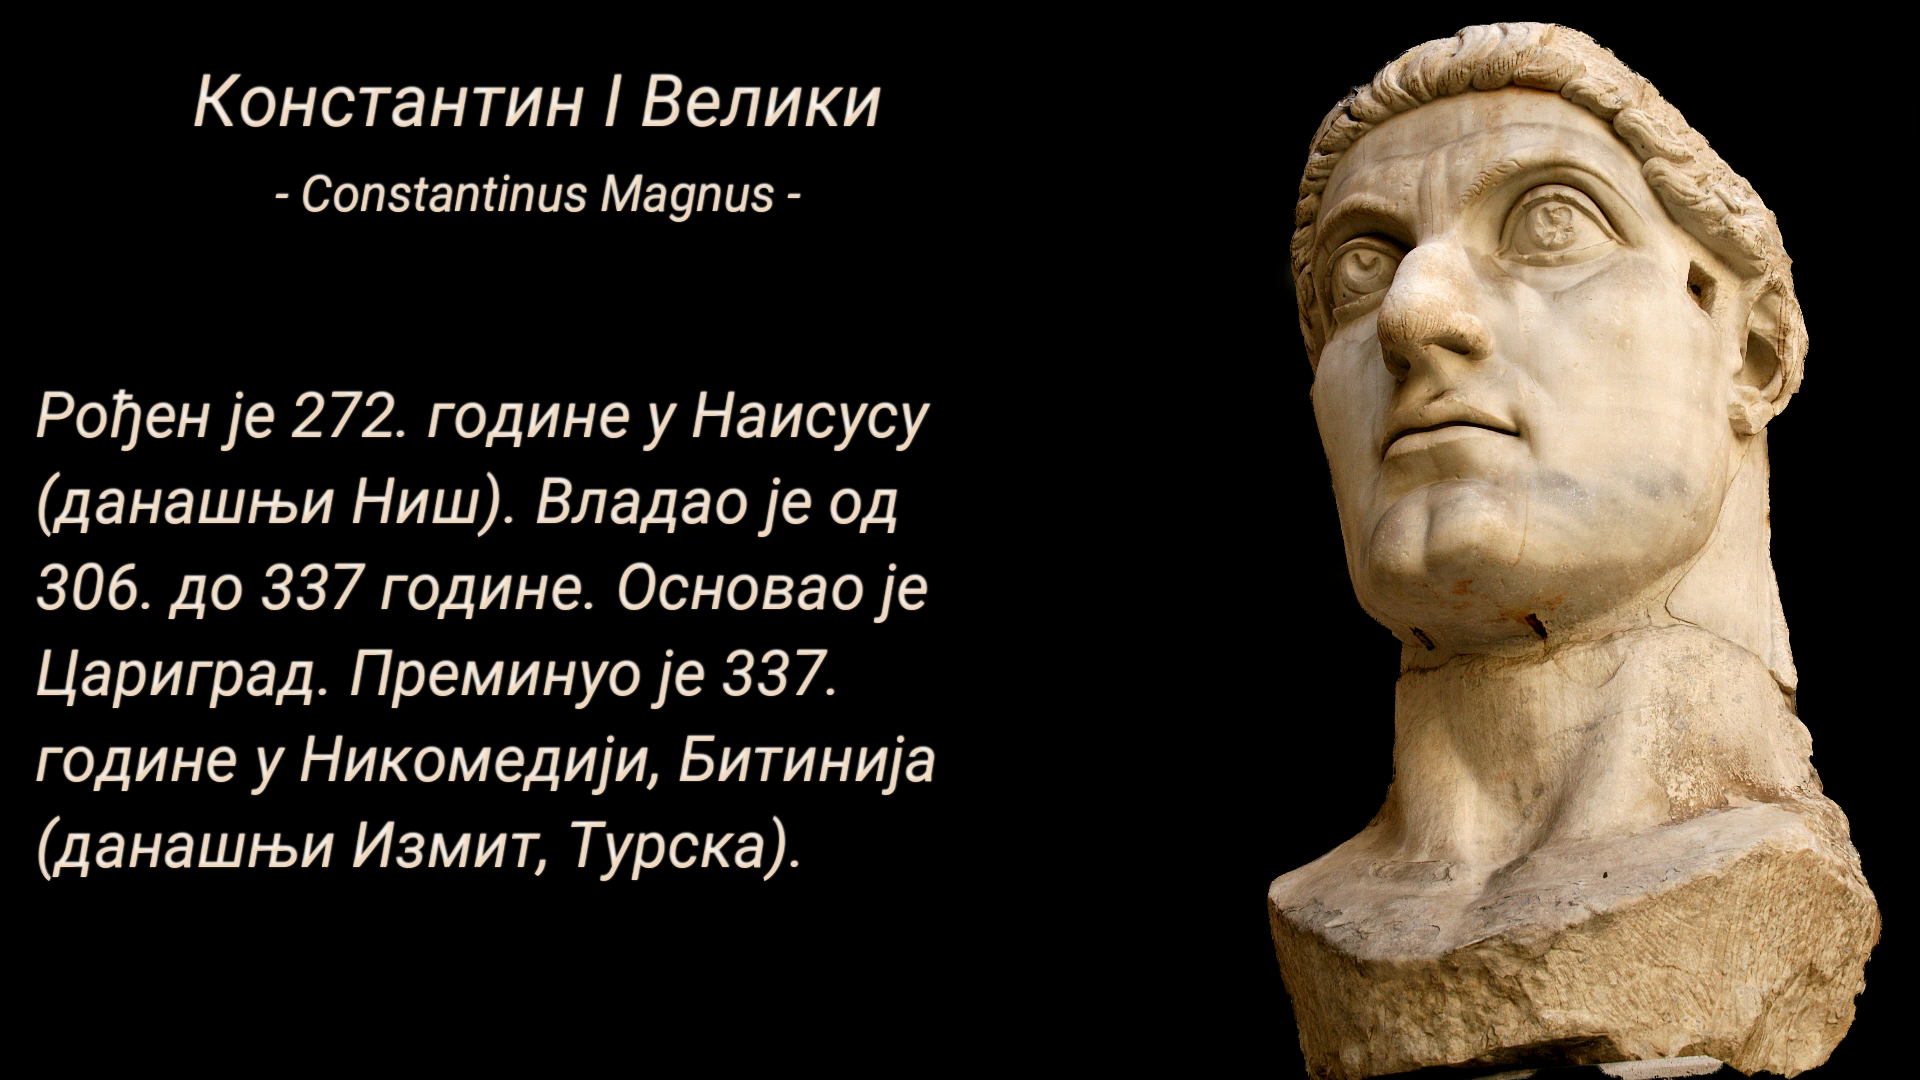 Константин I Велики
- Constantinus Magnus -
Рођен је 272. године у Наисусу
(данашњи Ниш). Владао је од
306. до 337 године. Основао је
Цариград. Преминуо је 337.
године у Никомедији, Битинија
(данашњи Измит, Турска).